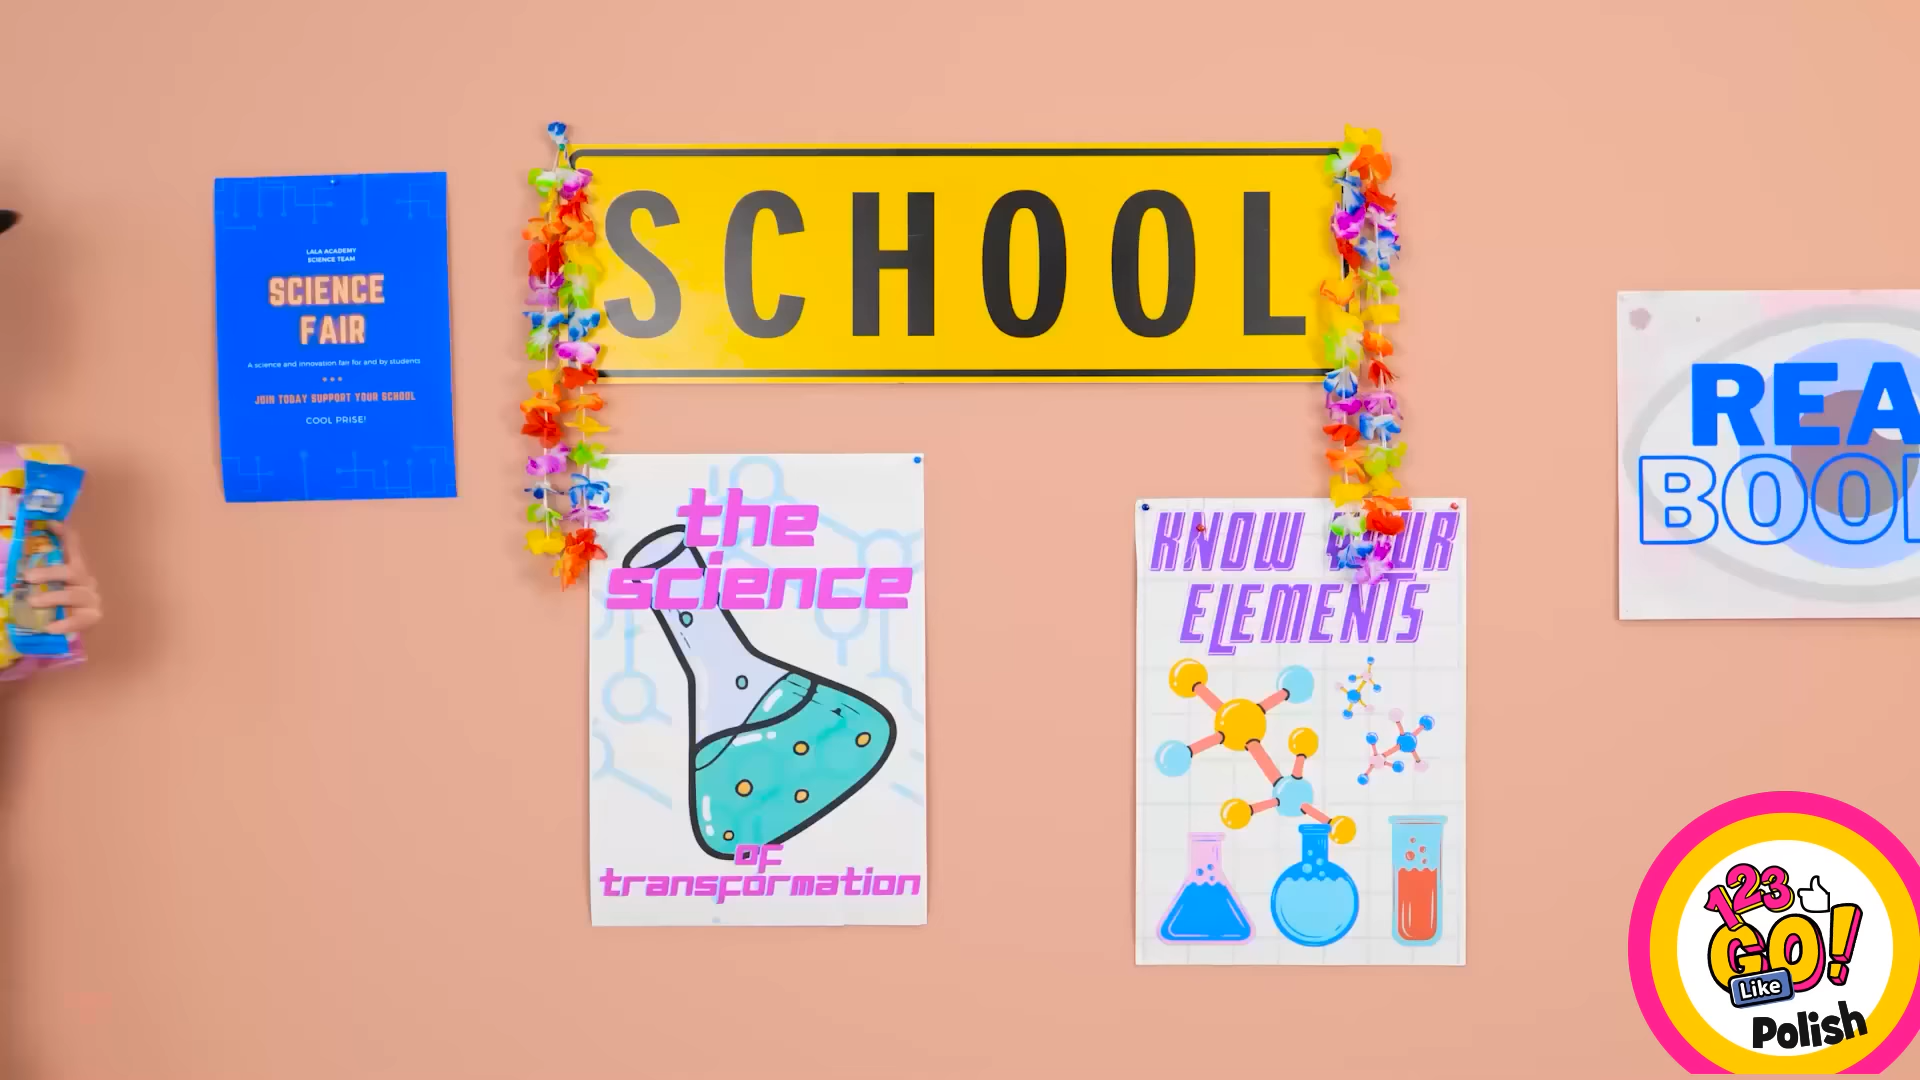 LALA ACADEMY
SCIENCE TEAM
SCIENCE
FAIR
A science and innovation fair for and by students
JOIN TODAY SUPPORT YOUR SCHOOL
COOL PRISE!
SCHOOL
the
science
of
transformation
KNOW YOUR
ELEMENTS
REA
BOO
123
GO!
Like
Polish